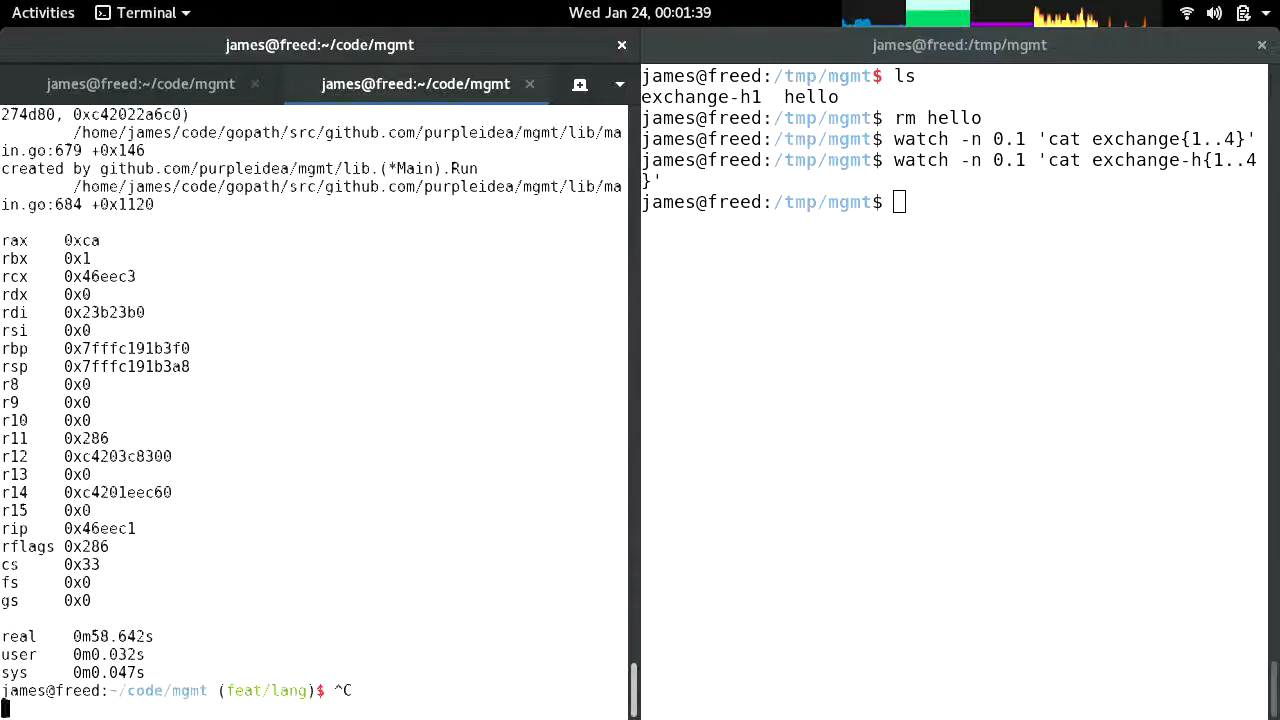 Activities Terminal Wed Jan 24, 00:01:39
james@freed:~/code/mgmt
james@freed:~/code/mgmt james@freed:~/code/mgmt
274d80, 0xc42022a6c0)
/home/james/code/gopath/src/github.com/purpleidea/mgmt/lib/ma
in.go:679 +0x146
created by github.com/purpleidea/mgmt/lib.(*Main).Run
/home/james/code/gopath/src/github.com/purpleidea/mgmt/lib/ma
in.go:684 +0x1120
rax 0xca
rbx 0x1
rcx 0x46eec3
rdx 0x0
rdi 0x23b23b0
rsi 0x0
rbp 0x7fffc191b3f0
rsp 0x7fffc191b3a8
r8 0x0
r9 0x0
r10 0x0
r11 0x286
r12 0xc4203c8300
r13 0x0
r14 0xc4201eec60
r15 0x0
rip 0x46eec1
rflags 0x286
cs 0x33
fs 0x0
gs 0x0
real 0m58.642s
user 0m0.032s
sys 0m0.047s
james@freed:~/code/mgmt (feat/lang)$ ^C
james@freed:/tmp/mgmt
james@freed:/tmp/mgmt$ ls
exchange-h1 hello
james@freed:/tmp/mgmt$ rm hello
james@freed:/tmp/mgmt$ watch -n 0.1 'cat exchange{1..4}'
james@freed:/tmp/mgmt$ watch -n 0.1 'cat exchange-h{1..4
}'
james@freed:/tmp/mgmt$